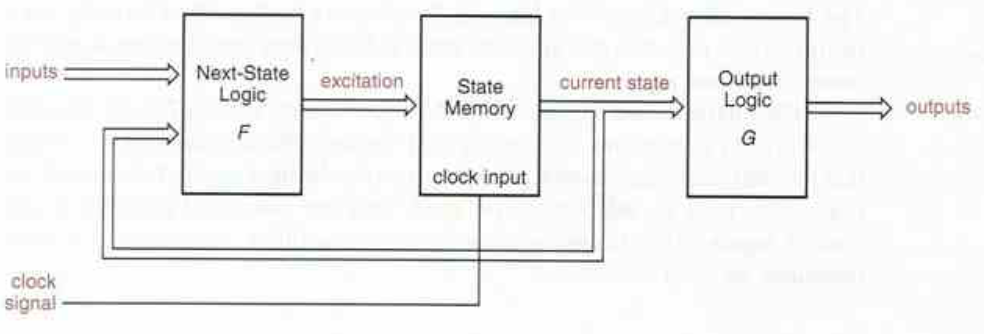 inputs
Next-State
Logic
F
excitation
State
Memory
clock input
current state
Output
Logic
G
outputs
clock
signal